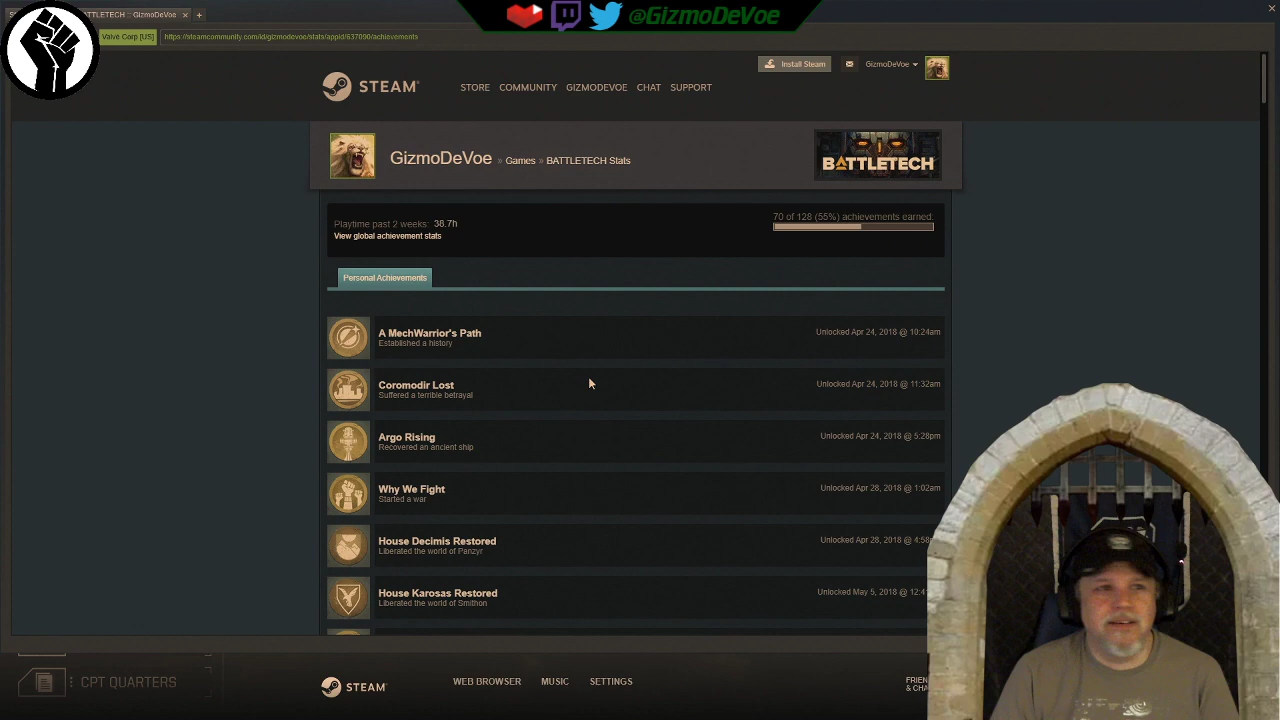 BATTLETECH :: GizmoDeVoe
@GizmoDeVoe
Valve Corp [US]
https://steamcommunity.com/id/gizmodevoe/stats/appid/637090/achievements
Install Steam
GizmoDeVoe
STEAM
STORE COMMUNITY GIZMODEVOE CHAT SUPPORT
GizmoDeVoe » Games » BATTLETECH Stats
BATTLETECH
Playtime past 2 weeks: 38.7h
View global achievement stats
70 of 128 (55%) achievements earned:
Personal Achievements
A MechWarrior's Path
Established a history
Unlocked Apr 24, 2018 @ 10:24am
Coromodir Lost
Suffered a terrible betrayal
Unlocked Apr 24, 2018 @ 11:32am
Argo Rising
Recovered an ancient ship
Unlocked Apr 24, 2018 @ 5:28pm
Why We Fight
Started a war
Unlocked Apr 28, 2018 @ 1:02am
House Decimis Restored
Liberated the world of Panzyr
Unlocked Apr 28, 2018 @ 4:58
House Karosas Restored
Liberated the world of Smithon
Unlocked May 5, 2018 @ 12:4
CPT QUARTERS
STEAM
WEB BROWSER MUSIC SETTINGS
FRIEN
& CHA